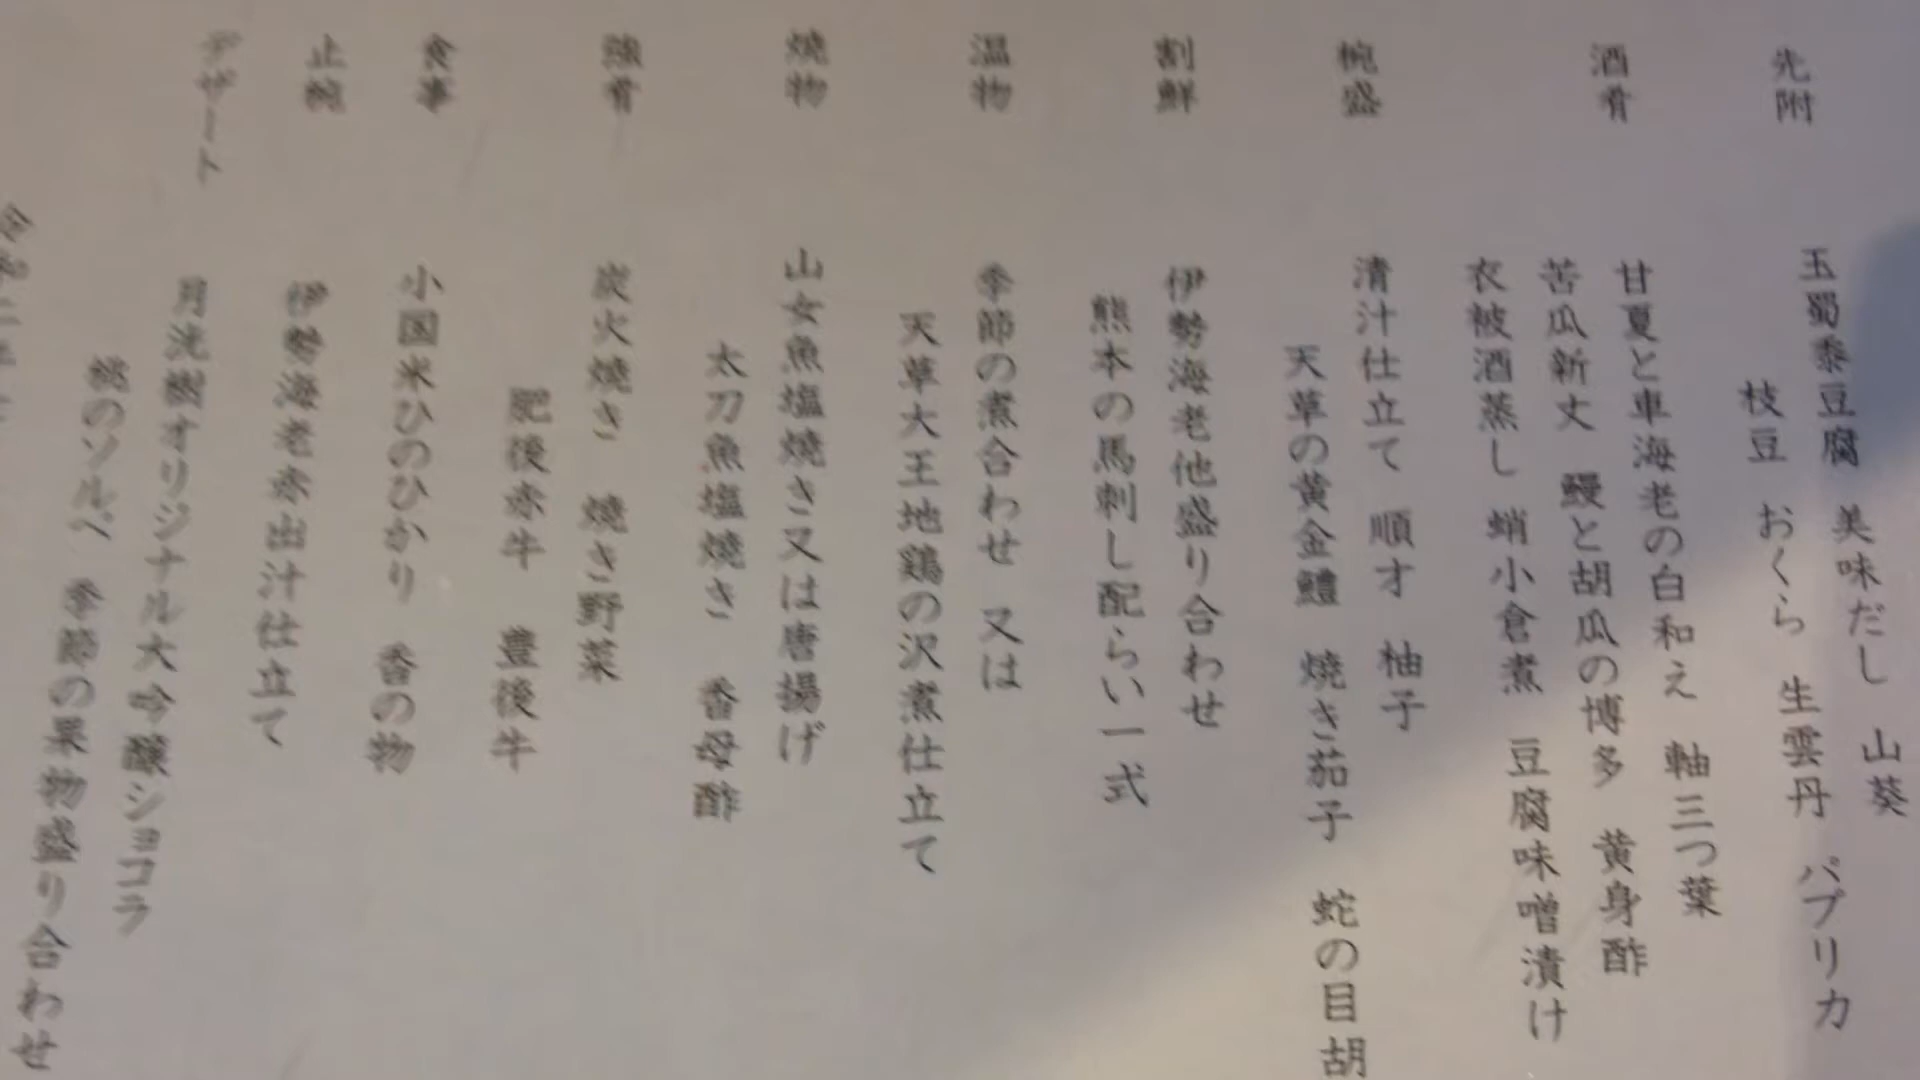 先附
玉蜀黍豆腐 美味だし 山葵
枝豆 おくら 生雲丹 パプリカ
酒肴
甘夏と車海老の白和え 軸三つ葉
苦瓜新丈 鰻と胡瓜の博多 黄身酢
衣被酒蒸し 蛸小倉煮 豆腐味噌漬け
椀盛
清汁仕立て 順才 柚子
天草の黄金鱧 焼き茄子 蛇の目胡
割鮮
伊勢海老他盛り合わせ
熊本の馬刺し配らい一式
温物
季節の煮合わせ 又は
天草大王地鶏の沢煮仕立て
焼物
山女魚塩焼き又は唐揚げ
太刀魚塩焼き 香母酢
強肴
炭火焼き 焼き野菜
肥後赤牛 豊後牛
食事
小国米ひのひかり 香の物
止椀
伊勢海老赤出汁仕立て
デザート
月洸樹オリジナル大吟醸ショコラ
桃のソルベ 季節の果物盛り合わせ
令和二年